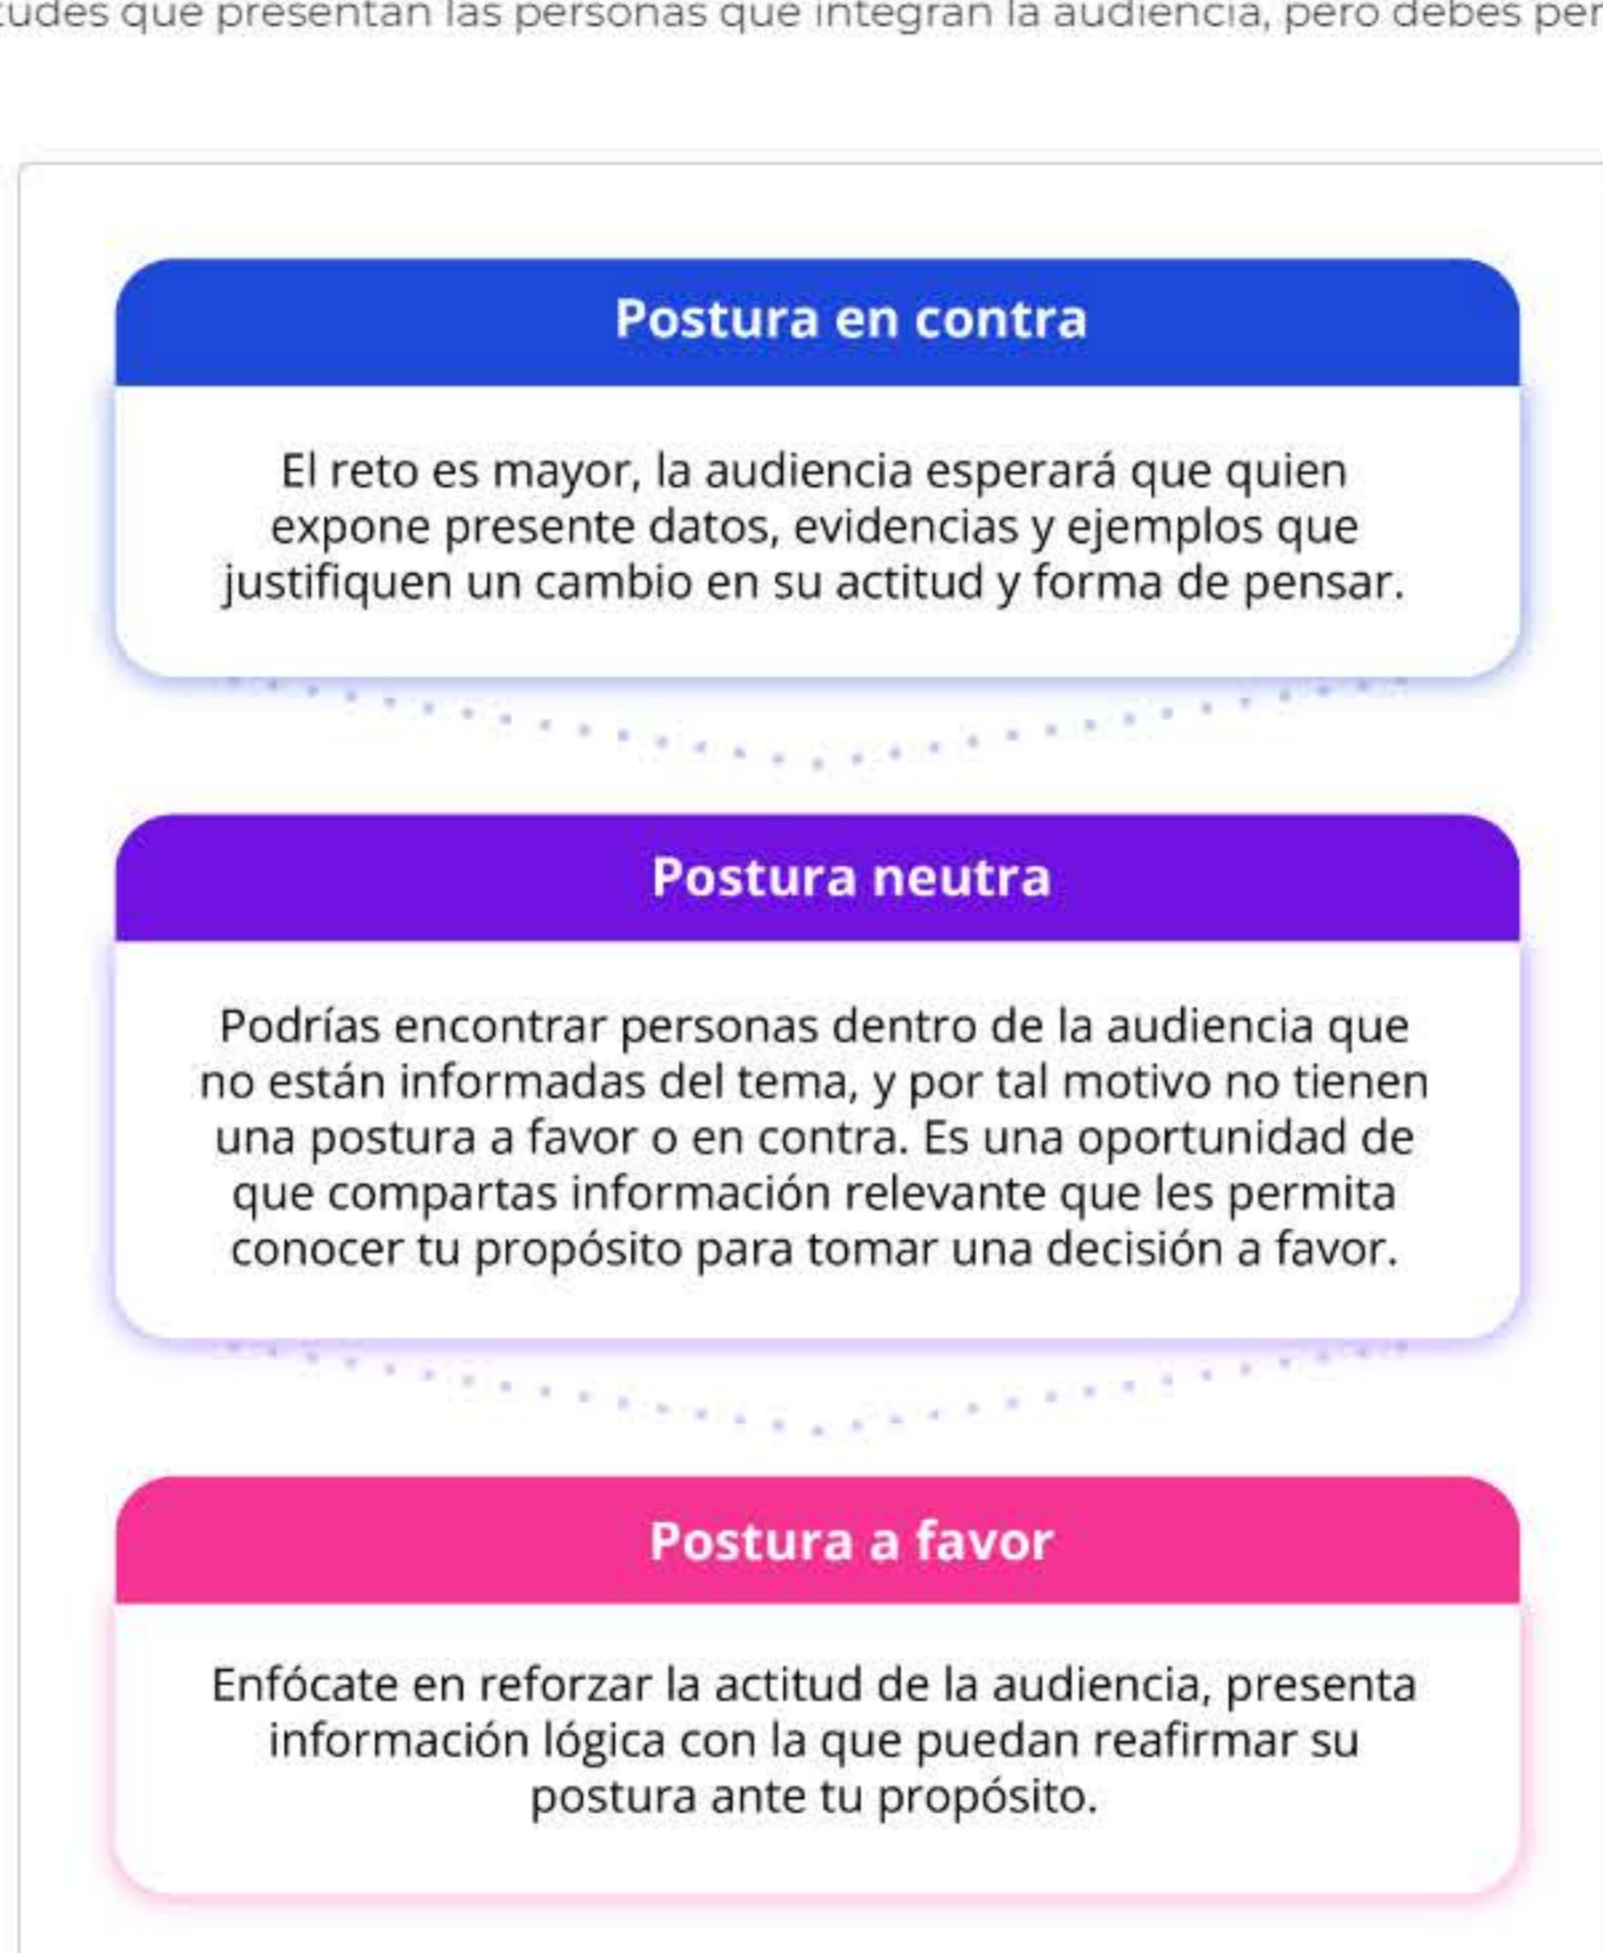 que presentan las personas que integran la audiencia, pero debes
Postura en contra
El reto es mayor, la audiencia esperará que quien
expone presente datos, evidencias y ejemplos que
justifiquen un cambio en su actitud y forma de pensar.
Postura neutra
Podrías encontrar personas dentro de la audiencia que
no están informadas del tema, y por tal motivo no tienen
una postura a favor o en contra. Es una oportunidad de
que compartas información relevante que les permita
conocer tu propósito para tomar una decisión a favor.
Postura a favor
Enfócate en reforzar la actitud de la audiencia, presenta
información lógica con la que puedan reafirmar su
postura ante tu propósito.